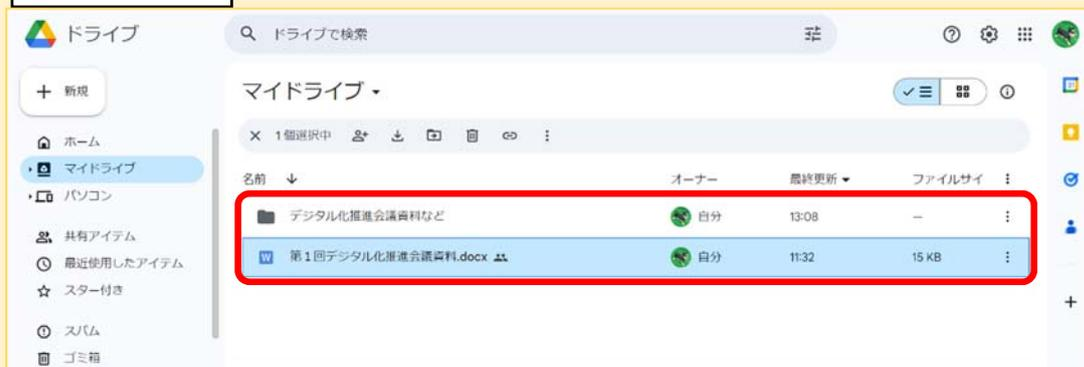 ドライブ
ドライブで検索
新規
マイドライブ
1個選択中
ホーム
マイドライブ
パソコン
共有アイテム
最近使用したアイテム
スター付き
スパム
ゴミ箱
名前 オーナー 最終更新 ファイルサイ
デジタル化推進会議資料など 自分 13:08 —
第1回デジタル化推進会議資料.docx 自分 11:32 15 KB